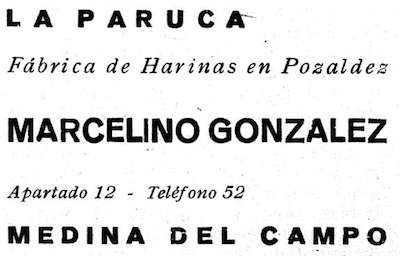 LA PARUCA
Fábrica de Harinas en Pozaldez
MARCELINO GONZALEZ
Apartado 12 - Teléfono 52
MEDINA DEL CAMPO